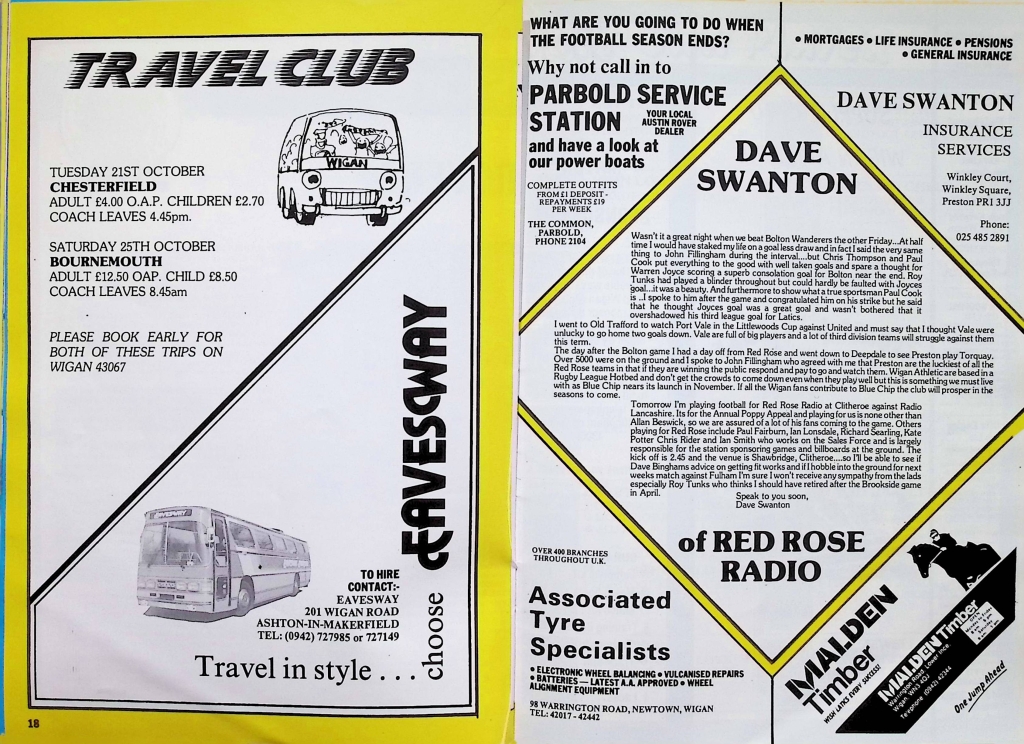 TRAVEL CLUB
WIGAN
TUESDAY 21ST OCTOBER
CHESTERFIELD
ADULT £4.00 O.A.P. CHILDREN £2.70
COACH LEAVES 4.45pm.
SATURDAY 25TH OCTOBER
BOURNEMOUTH
ADULT £12.50 OAP. CHILD £8.50
COACH LEAVES 8.45am
PLEASE BOOK EARLY FOR
BOTH OF THESE TRIPS ON
WIGAN 43067
EAVESWAY
EAVESWAY
TO HIRE
CONTACT:-
EAVESWAY
201 WIGAN ROAD
ASHTON-IN-MAKERFIELD
TEL: (0942) 727985 or 727149
Travel in style . . .
choose
18
WHAT ARE YOU GOING TO DO WHEN
THE FOOTBALL SEASON ENDS?
Why not call in to
PARBOLD SERVICE
STATION
YOUR LOCAL
AUSTIN ROVER
DEALER
and have a look at
our power boats
COMPLETE OUTFITS
FROM £1 DEPOSIT -
REPAYMENTS £19
PER WEEK
THE COMMON,
PARBOLD,
PHONE 2104
• MORTGAGES • LIFE INSURANCE • PENSIONS
• GENERAL INSURANCE
DAVE SWANTON
INSURANCE
SERVICES
Winkley Court,
Winkley Square,
Preston PR1 3JJ
Phone:
025 485 2891
DAVE
SWANTON
Wasn't it a great night when we beat Bolton Wanderers the other Friday...At half
time I would have staked my life on a goal less draw and in fact I said the very same
thing to John Fillingham during the interval....but Chris Thompson and Paul
Cook put everything to the good with well taken goals and spare a thought for
Warren Joyce scoring a superb consolation goal for Bolton near the end. Roy
Tunks had played a blinder throughout but could hardly be faulted with Joyces
goal...it was a beauty. And furthermore to show what a true sportsman Paul Cook
is ..I spoke to him after the game and congratulated him on his strike but he said
that he thought Joyces goal was a great goal and wasn't bothered that it
overshadowed his third league goal for Latics.
I went to Old Trafford to watch Port Vale in the Littlewoods Cup against United and must say that I thought Vale were
unlucky to go home two goals down. Vale are full of big players and a lot of third division teams will struggle against them
this term.
The day after the Bolton game I had a day off from Red Rose and went down to Deepdale to see Preston play Torquay.
Over 5000 were on the ground and I spoke to John Fillingham who agreed with me that Preston are the luckiest of all the
Red Rose teams in that if they are winning the public respond and pay to go and watch them. Wigan Athletic are based in a
Rugby League Hotbed and don't get the crowds to come down even when they play well but this is something we must live
with as Blue Chip nears its launch in November. If all the Wigan fans contribute to Blue Chip the club will prosper in the
seasons to come.
Tomorrow I'm playing football for Red Rose Radio at Clitheroe against Radio
Lancashire. Its for the Annual Poppy Appeal and playing for us is none other than
Allan Beswick, so we are assured of a lot of his fans coming to the game. Others
playing for Red Rose include Paul Fairburn, Ian Lonsdale, Richard Searling, Kate
Potter Chris Rider and Ian Smith who works on the Sales Force and is largely
responsible for the station sponsoring games and billboards at the ground. The
kick off is 2.45 and the venue is Shawbridge, Clitheroe....so I'll be able to see if
Dave Binghams advice on getting fit works and if I hobble into the ground for next
weeks match against Fulham I'm sure I won't receive any sympathy from the lads
especially Roy Tunks who thinks I should have retired after the Brookside game
in April.
Speak to you soon,
Dave Swanton
of RED ROSE
RADIO
OVER 400 BRANCHES
THROUGHOUT U.K.
Associated
Tyre
Specialists
• ELECTRONIC WHEEL BALANCING • VULCANISED REPAIRS
• BATTERIES — LATEST A.A. APPROVED • WHEEL
ALIGNMENT EQUIPMENT
98 WARRINGTON ROAD, NEWTOWN, WIGAN
TEL: 42017 - 42442
MALDEN
Timber
WISH LATICS EVERY SUCCESS!
MALDEN Timber
Warrington Road, Lower Ince,
Wigan WN3 4QJ
Telephone (0942) 42244
One Jump Ahead